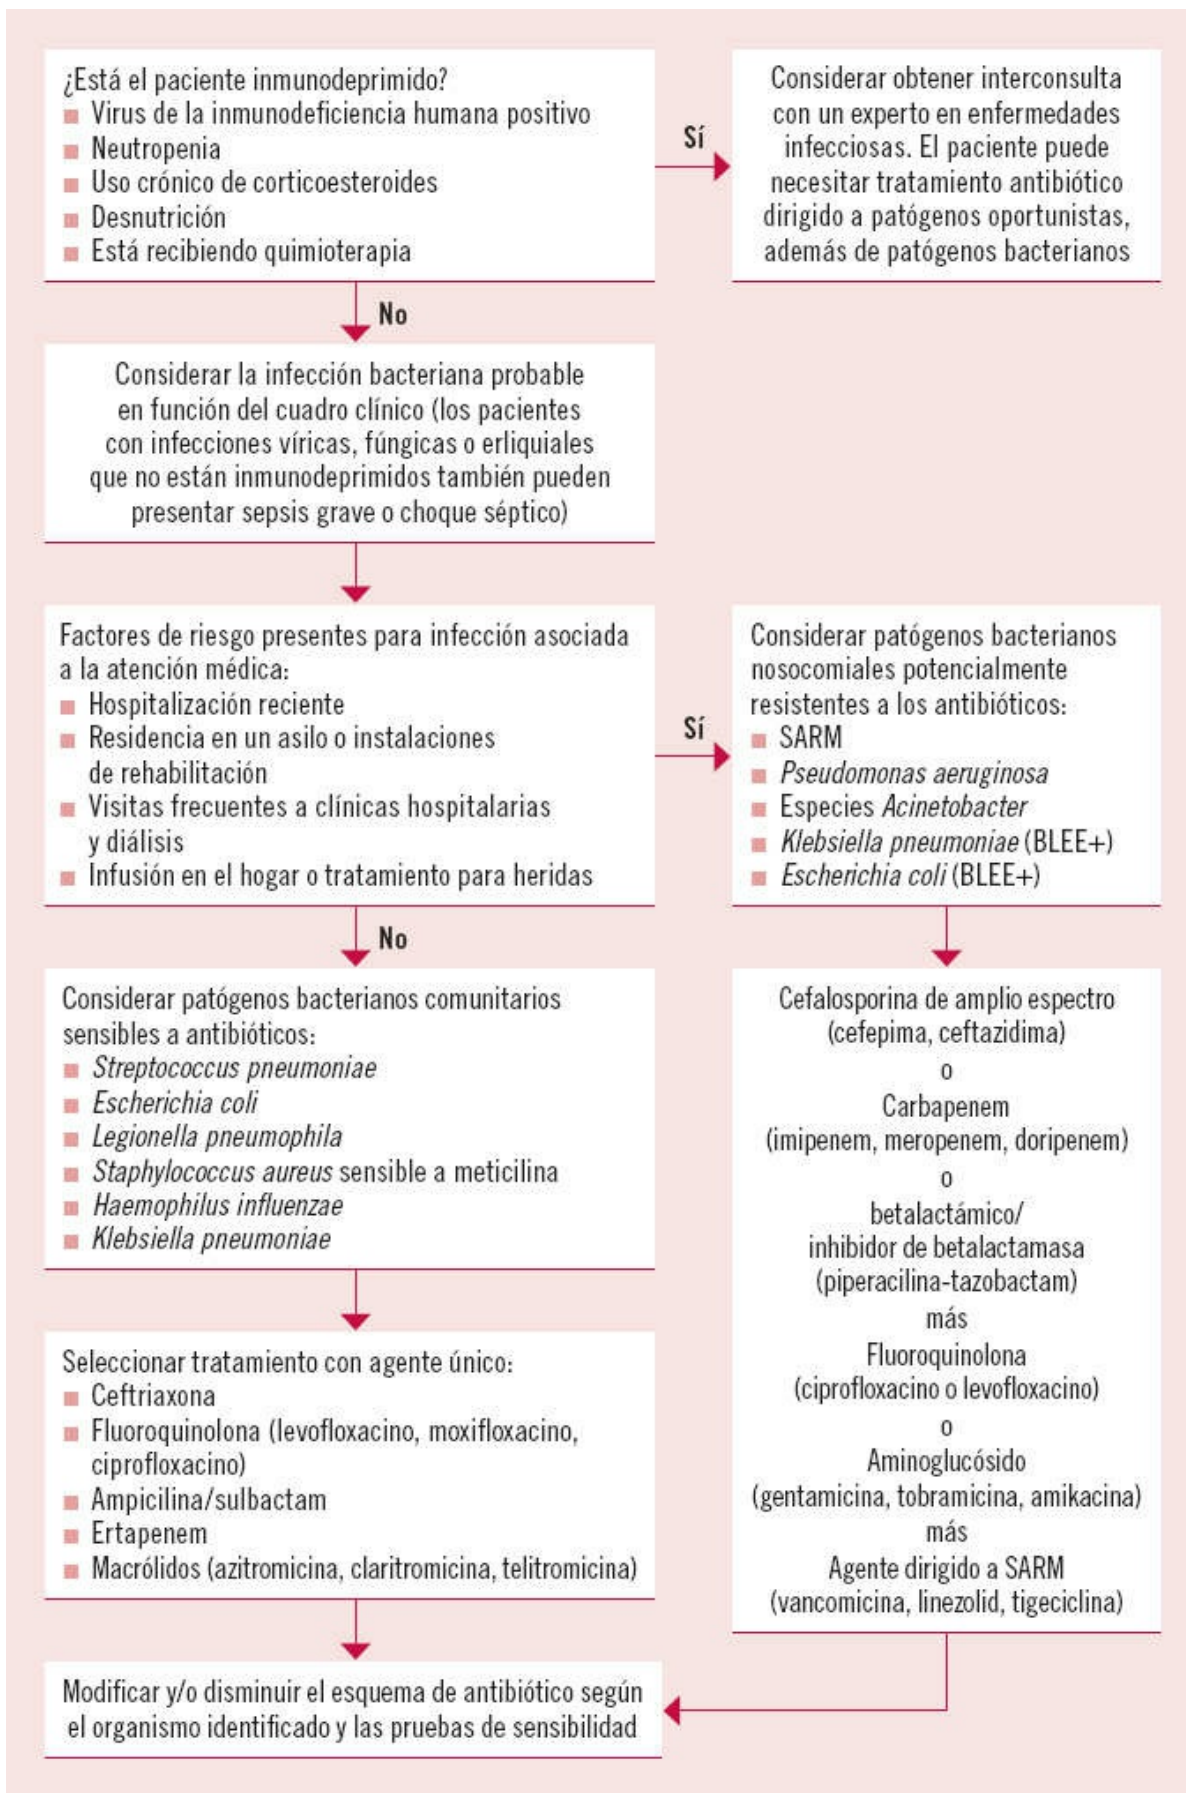 ¿Está el paciente inmunodeprimido?
Virus de la inmunodeficiencia humana positivo
Neutropenia
Uso crónico de corticoesteroides
Desnutrición
Está recibiendo quimioterapia
Sí
Considerar obtener interconsulta
con un experto en enfermedades
infecciosas. El paciente puede
necesitar tratamiento antibiótico
dirigido a patógenos oportunistas,
además de patógenos bacterianos
No
Considerar la infección bacteriana probable
en función del cuadro clínico (los pacientes
con infecciones víricas, fúngicas o erliquiales
que no están inmunodeprimidos también pueden
presentar sepsis grave o choque séptico)
Factores de riesgo presentes para infección asociada
a la atención médica:
Hospitalización reciente
Residencia en un asilo o instalaciones
de rehabilitación
Visitas frecuentes a clínicas hospitalarias
y diálisis
Infusión en el hogar o tratamiento para heridas
Sí
Considerar patógenos bacterianos
nosocomiales potencialmente
resistentes a los antibióticos:
SARM
Pseudomonas aeruginosa
Especies Acinetobacter
Klebsiella pneumoniae (BLEE+)
Escherichia coli (BLEE+)
No
Considerar patógenos bacterianos comunitarios
sensibles a antibióticos:
Streptococcus pneumoniae
Escherichia coli
Legionella pneumophila
Staphylococcus aureus sensible a meticilina
Haemophilus influenzae
Klebsiella pneumoniae
Cefalosporina de amplio espectro
(cefepima, ceftazidima)
o
Carbapenem
(imipenem, meropenem, doripenem)
o
betalactámico/
inhibidor de betalactamasa
(piperacilina-tazobactam)
más
Fluoroquinolona
(ciprofloxacino o levofloxacino)
o
Aminoglucósido
(gentamicina, tobramicina, amikacina)
más
Agente dirigido a SARM
(vancomicina, linezolid, tigeciclina)
Seleccionar tratamiento con agente único:
Ceftriaxona
Fluoroquinolona (levofloxacino, moxifloxacino,
ciprofloxacino)
Ampicilina/sulbactam
Ertapenem
Macrólidos (azitromicina, claritromicina, telitromicina)
Modificar y/o disminuir el esquema de antibiótico según
el organismo identificado y las pruebas de sensibilidad